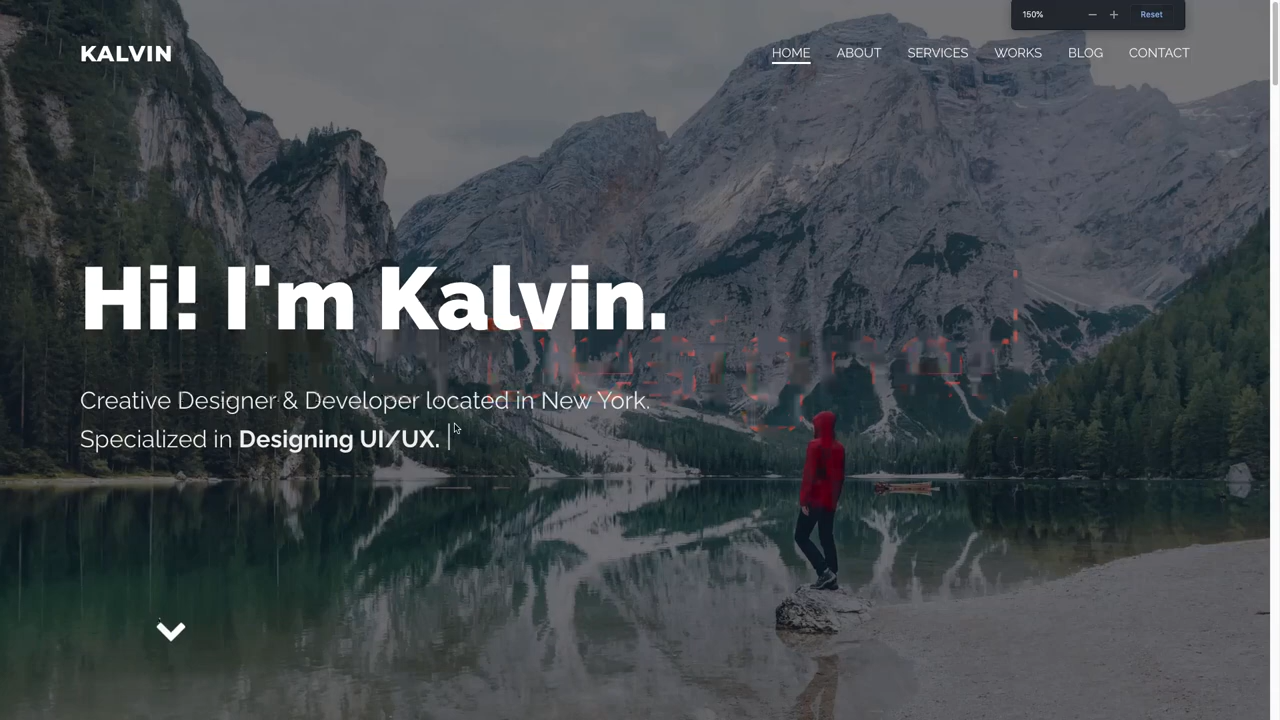 150%
Reset
KALVIN
HOME ABOUT SERVICES WORKS BLOG CONTACT
Hi! I'm Kalvin.
Creative Designer & Developer located in New York.
Specialized in Designing UI/UX.